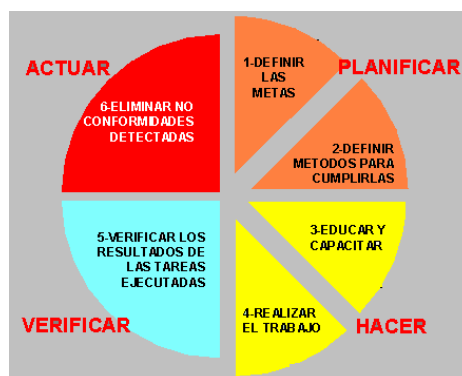 ACTUAR
PLANIFICAR
1-DEFINIR
LAS
METAS
2-DEFINIR
METODOS PARA
CUMPLIRLAS
3-EDUCAR Y
CAPACITAR
4-REALIZAR
EL TRABAJO
HACER
5-VERIFICAR LOS
RESULTADOS DE
LAS TAREAS
EJECUTADAS
VERIFICAR
6-ELIMINAR NO
CONFORMIDADES
DETECTADAS